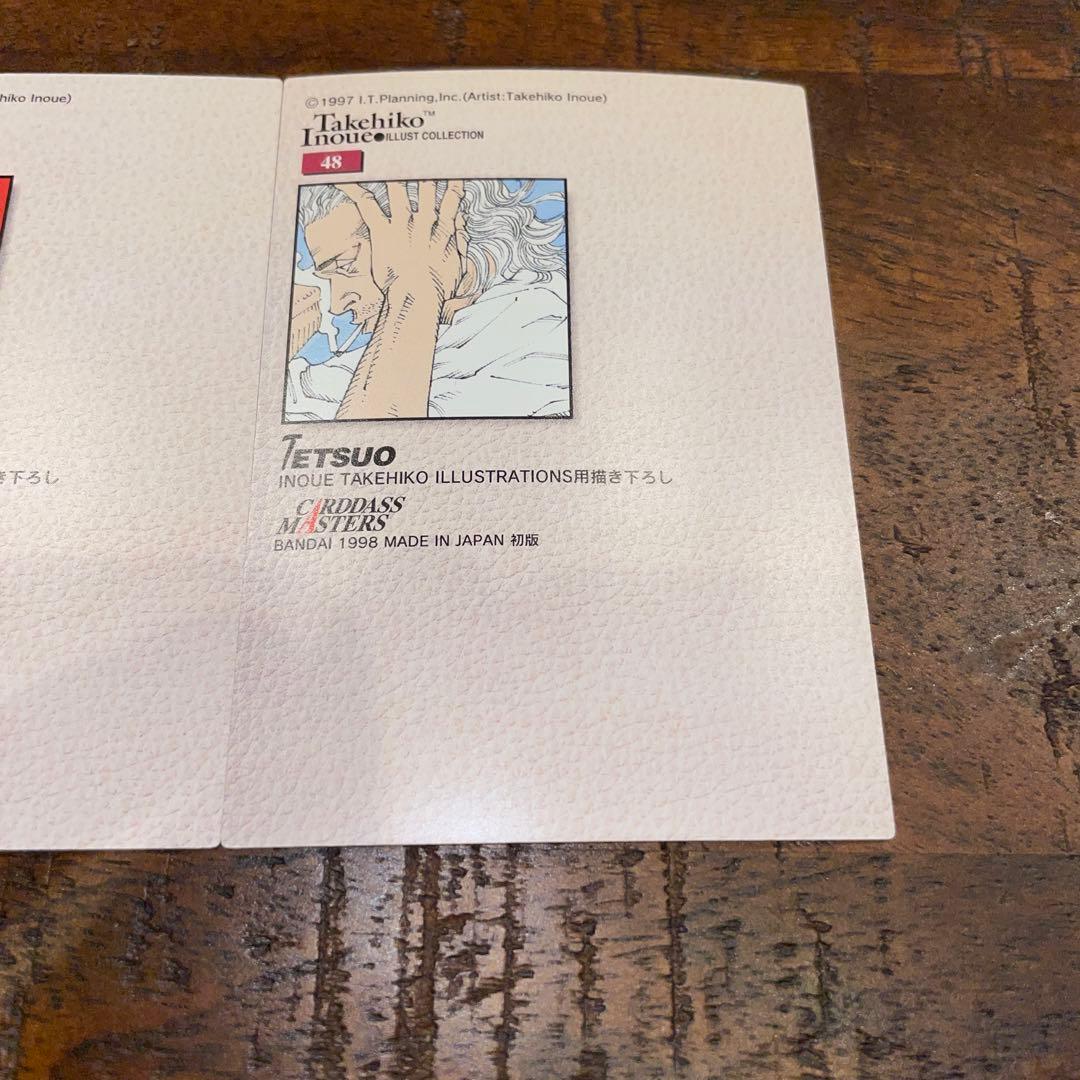 hiko Inoue)
き下ろし
©1997 I.T.Planning,Inc.(Artist:Takehiko Inoue)
Takehiko™
Inoue●ILLUST COLLECTION
48
TETSUO
INOUE TAKEHIKO ILLUSTRATIONS用描き下ろし
CARDDASS
MASTERS
BANDAI 1998 MADE IN JAPAN 初版